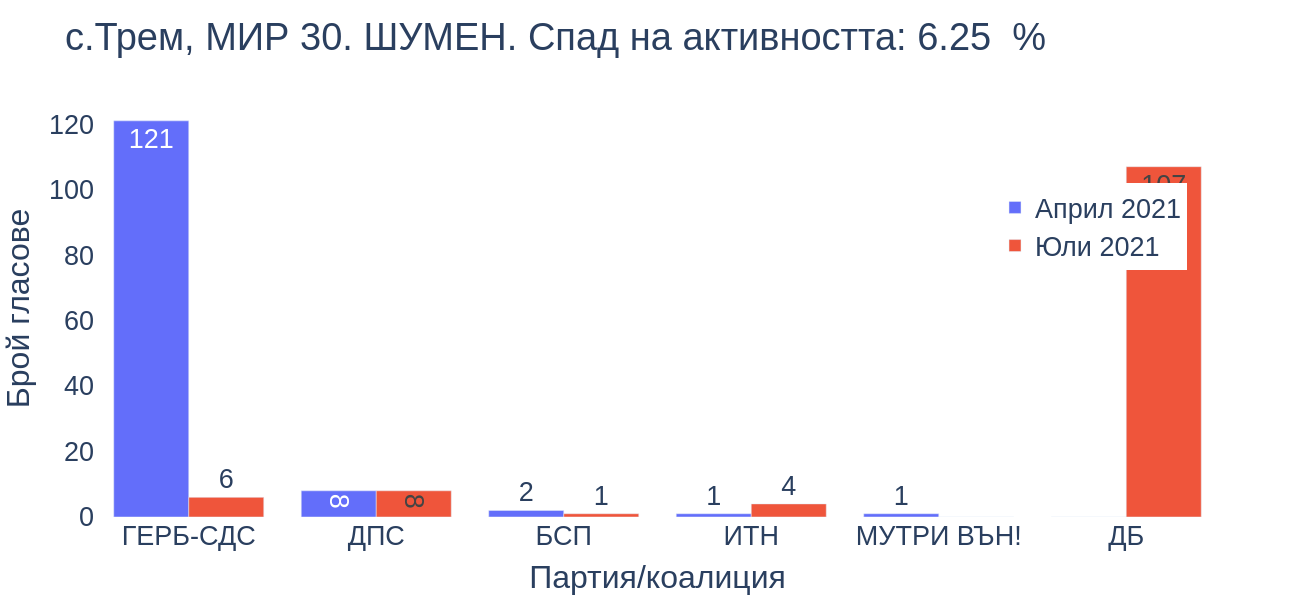 с.Трем, МИР 30. ШУМЕН. Спад на активността: 6.25 %
Брой гласове
120
100
80
60
40
20
0
121
6
8
8
2
1
1
4
1
107
Април 2021
Юли 2021
ГЕРБ-СДС
ДПС
БСП
ИТН
МУТРИ ВЪН!
ДБ
Партия/коалиция